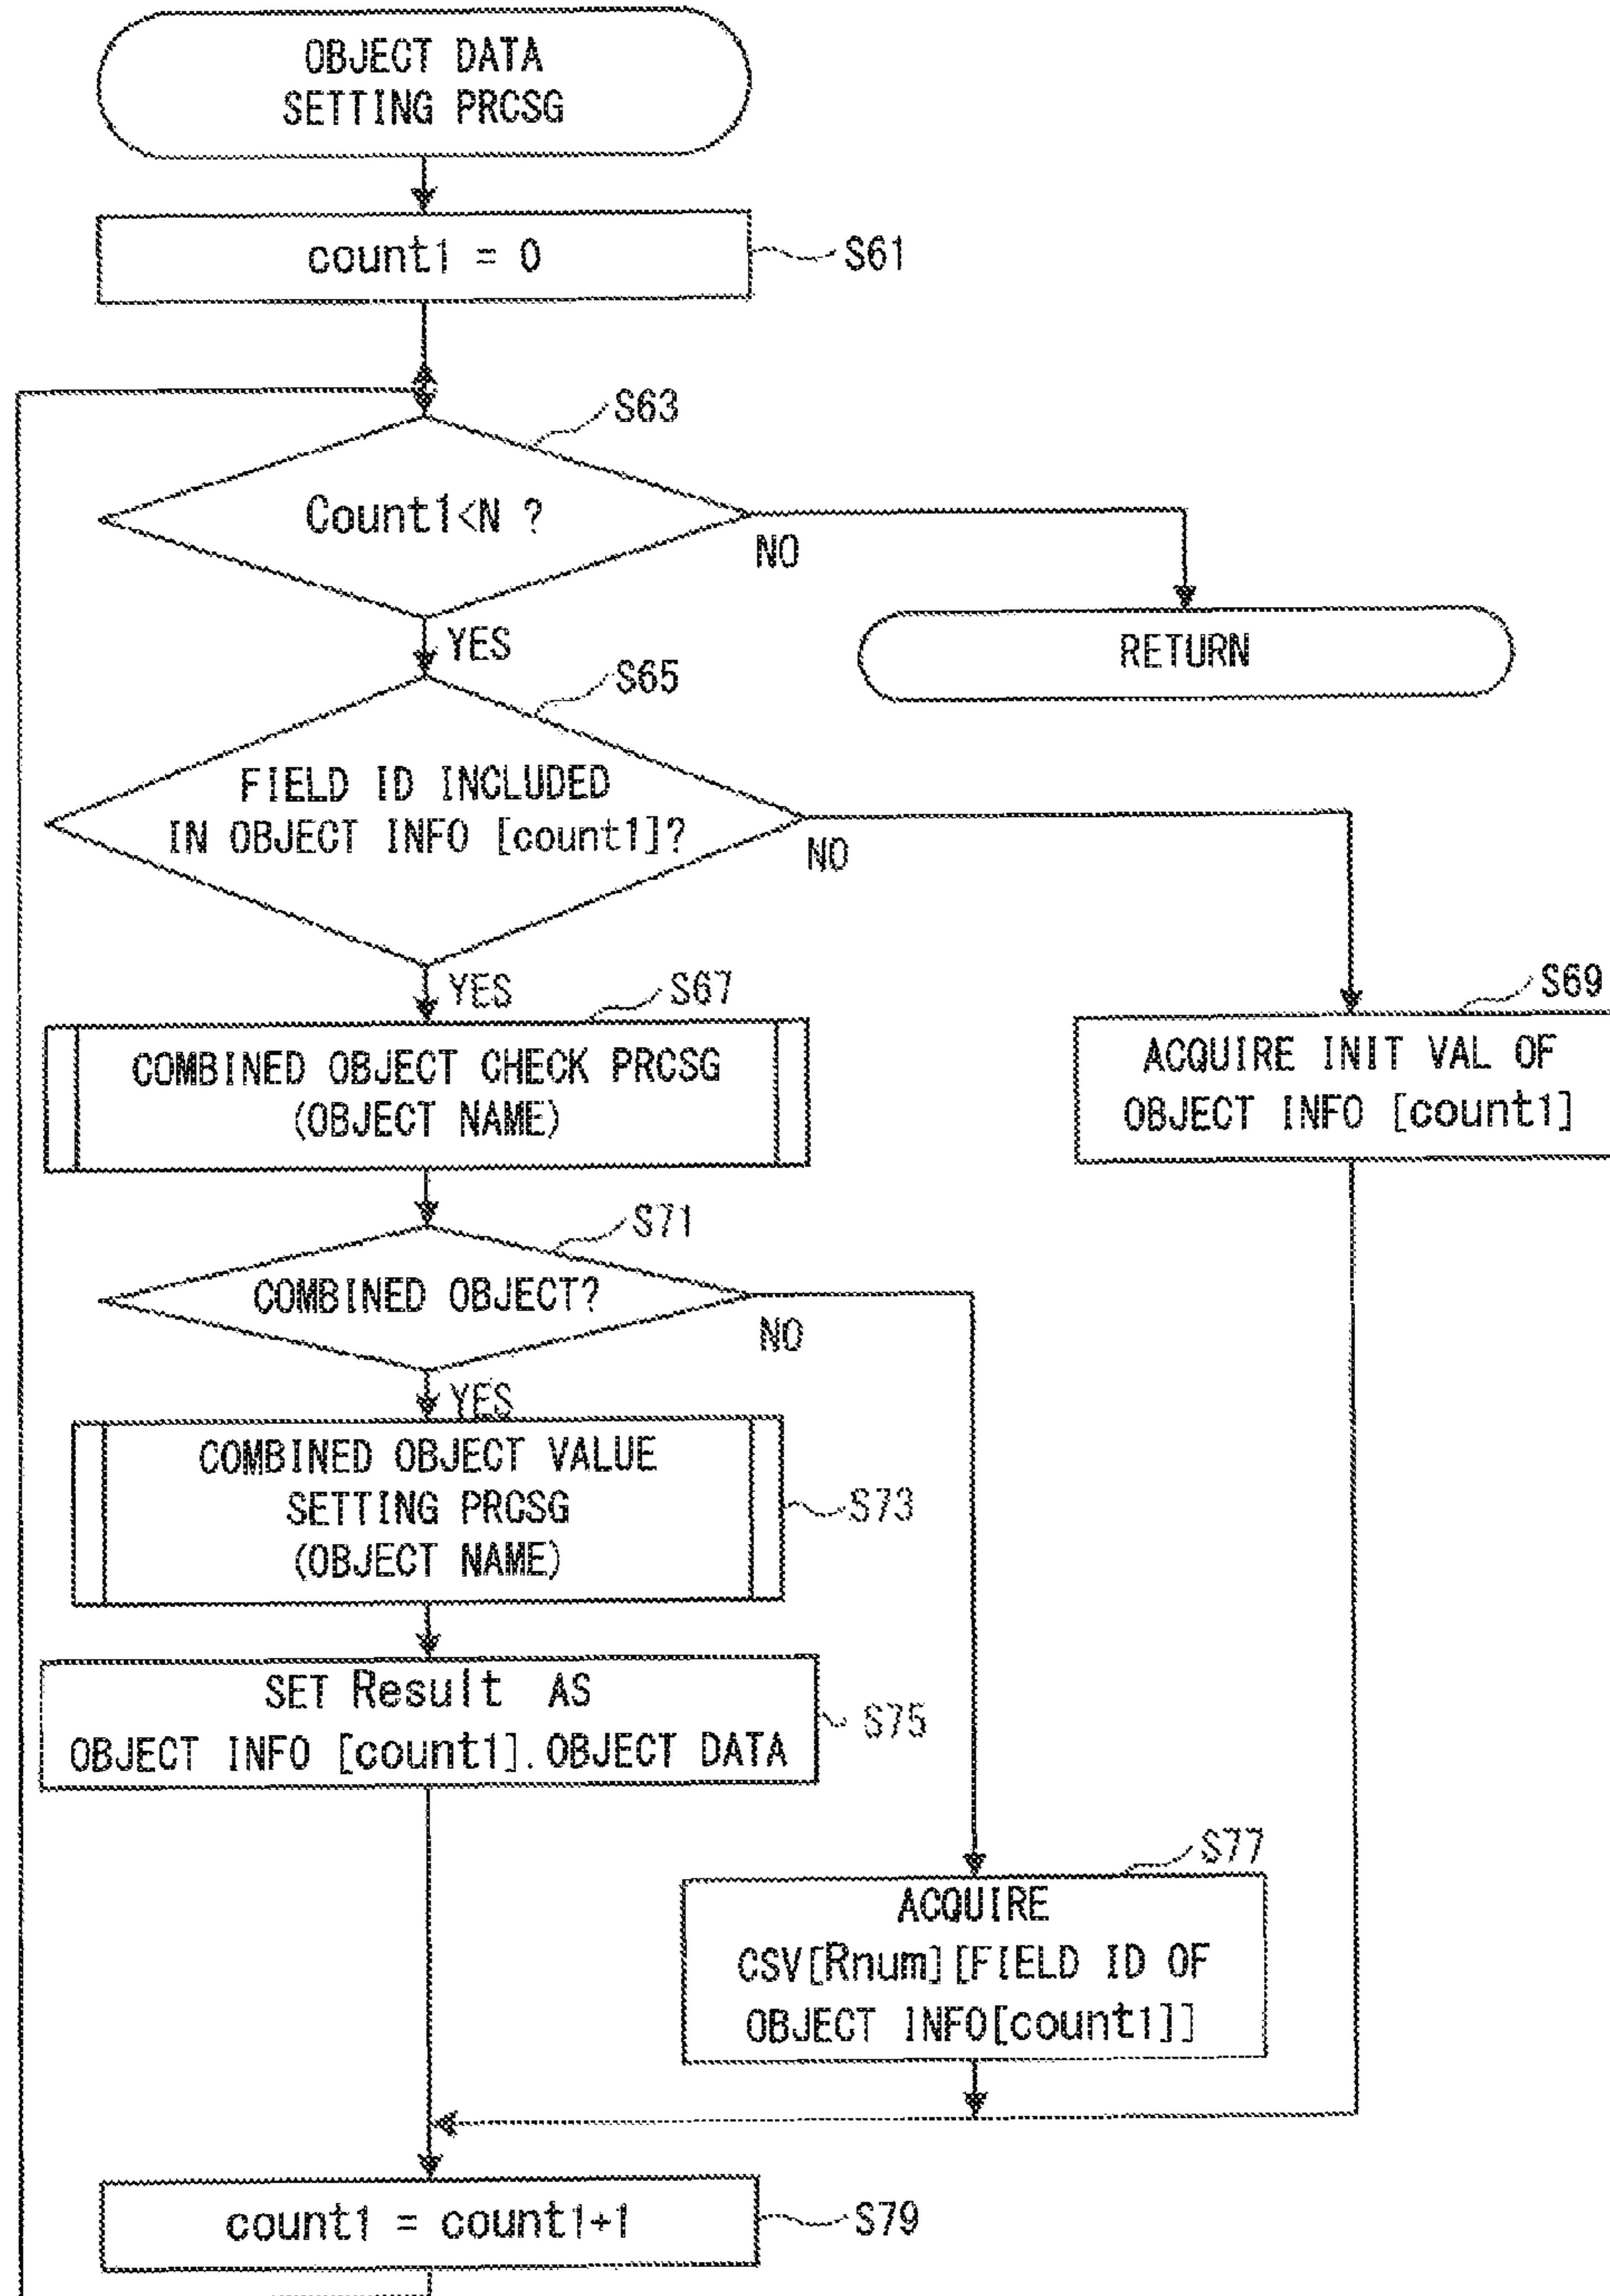 OBJECT DATA
SETTING PRCSG
count1 = 0
S61
S63
Count1<N ?
NO
YES
RETURN
S65
FIELD ID INCLUDED
IN OBJECT INFO [count1]?
NO
YES
S67
COMBINED OBJECT CHECK PRCSG
(OBJECT NAME)
S69
ACQUIRE INIT VAL OF
OBJECT INFO [count1]
S71
COMBINED OBJECT?
NO
YES
COMBINED OBJECT VALUE
SETTING PRCSG
(OBJECT NAME)
S73
SET Result AS
OBJECT INFO [count1].OBJECT DATA
S75
S77
ACQUIRE
CSV[Rnum][FIELD ID OF
OBJECT INFO[count1]]
count1 = count1+1
S79